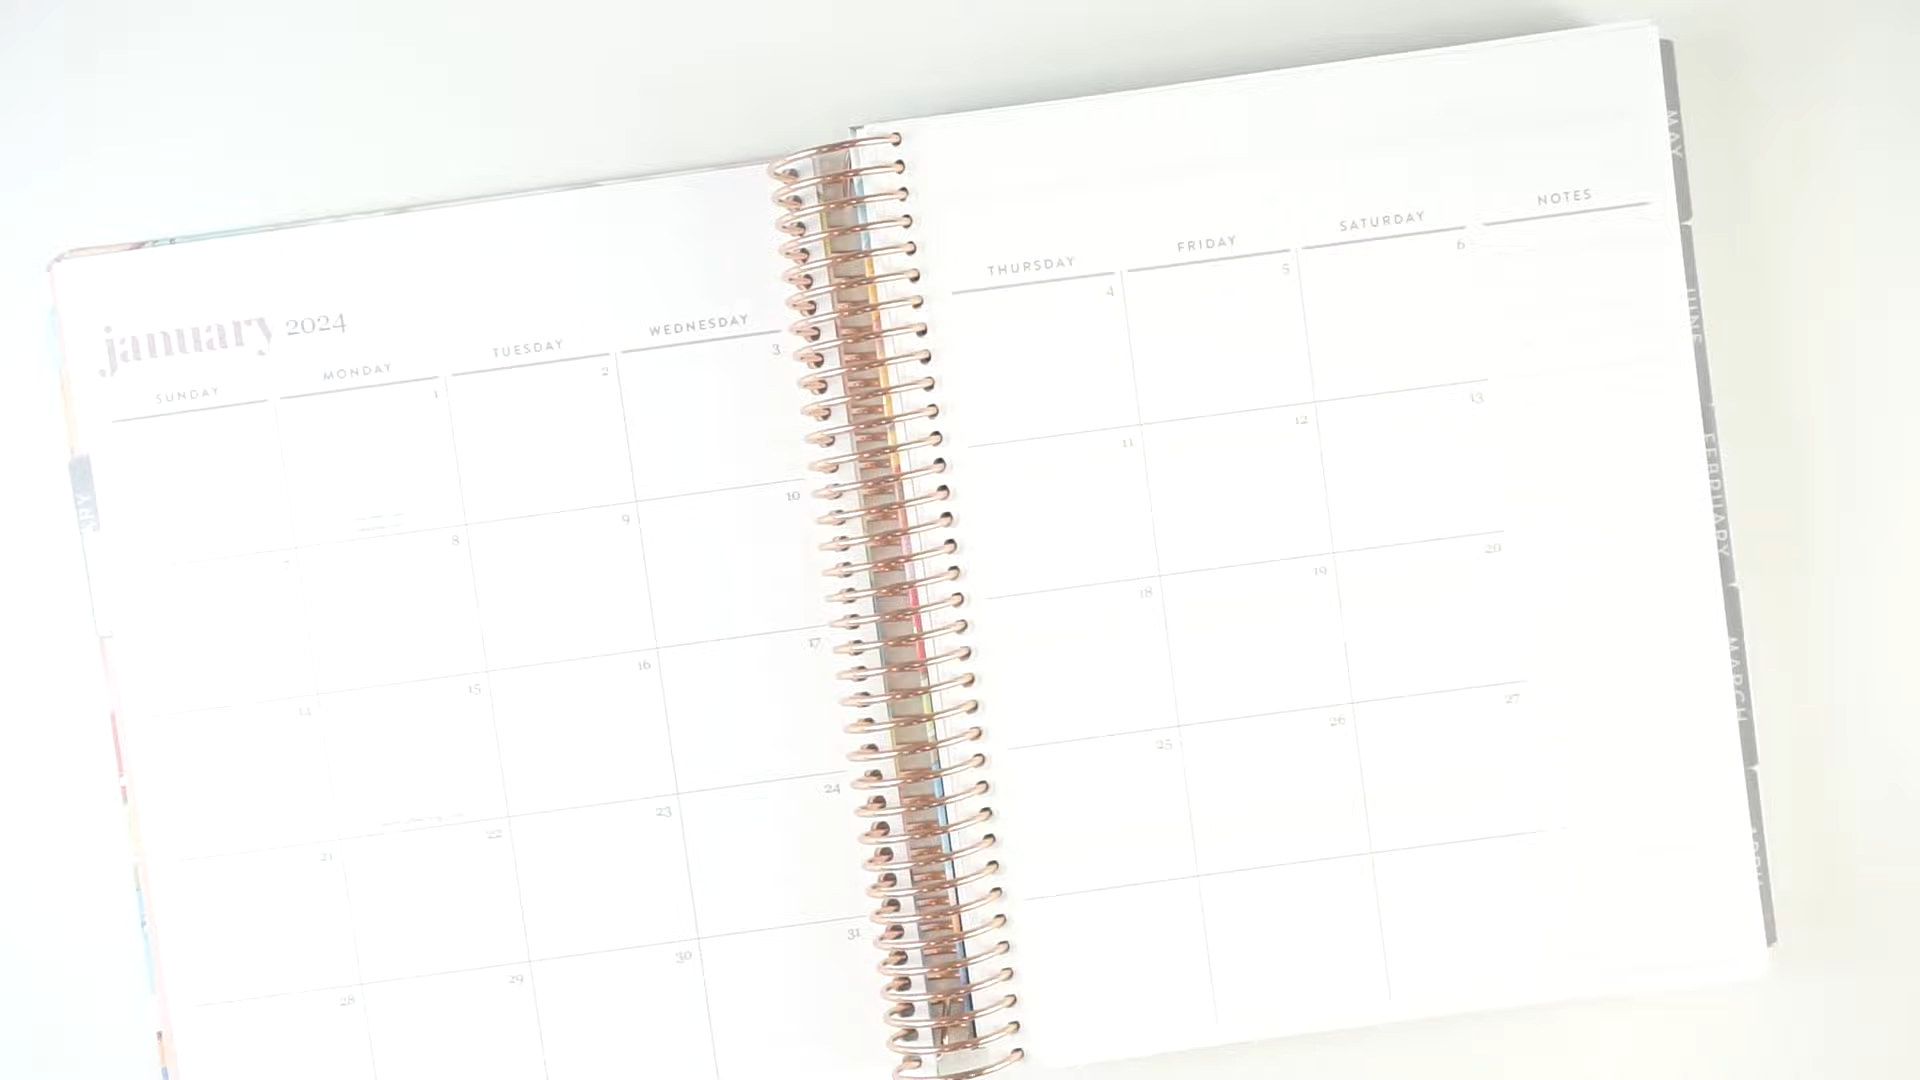 january 2024
SUNDAY MONDAY TUESDAY WEDNESDAY
1 2 3
7 8 9 10
14 15 16 17
21 22 23 24
28 29 30 31
THURSDAY FRIDAY SATURDAY NOTES
4 5 6
11 12 13
18 19 20
25 26 27
MAY
JUNE
FEBRUARY
MARCH
APRIL